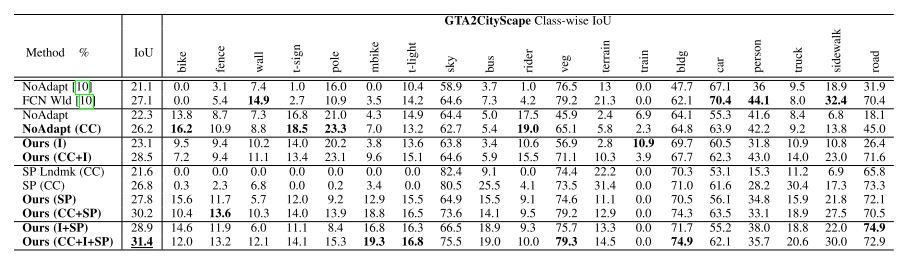 GTA2CityScape Class-wise IoU
Method % IoU bike fence wall t-sign pole mbike t-light sky bus rider veg terrain train bldg car person truck sidewalk road
NoAdapt [10] 21.1 0.0 3.1 7.4 1.0 16.0 0.0 10.4 58.9 3.7 1.0 76.5 13 0.0 47.7 67.1 36 9.5 18.9 31.9
FCN Wld [10] 27.1 0.0 5.4 14.9 2.7 10.9 3.5 14.2 64.6 7.3 4.2 79.2 21.3 0.0 62.1 70.4 44.1 8.0 32.4 70.4
NoAdapt 22.3 13.8 8.7 7.3 16.8 21.0 4.3 14.9 64.4 5.0 17.5 45.9 2.4 6.9 64.1 55.3 41.6 8.4 6.8 18.1
NoAdapt (CC) 26.2 16.2 10.9 8.8 18.5 23.3 7.0 13.2 62.7 5.4 19.0 65.1 5.8 2.3 64.8 63.9 42.2 9.2 13.8 45.0
Ours (I) 23.1 9.5 9.4 10.2 14.0 20.2 3.8 13.6 63.8 3.4 10.6 56.9 2.8 10.9 69.7 60.5 31.8 10.9 10.8 26.4
Ours (CC+I) 28.5 7.2 9.4 11.1 13.4 23.1 9.6 15.1 64.6 5.9 15.5 71.1 10.3 3.9 67.7 62.3 43.0 14.0 23.0 71.6
SP Lndmk (CC) 21.6 0.0 0.0 0.0 0.0 0.0 0.0 0.0 82.4 9.1 0.0 74.4 22.2 0.0 70.3 53.1 15.3 11.2 6.9 65.8
SP (CC) 26.8 0.3 2.3 6.8 0.0 0.2 3.4 0.0 80.5 25.5 4.1 73.5 31.4 0.0 71.0 61.6 28.2 30.4 17.3 73.3
Ours (SP) 27.8 15.6 11.7 5.7 12.0 9.2 12.9 15.5 64.9 15.5 9.1 74.6 11.1 0.0 70.5 56.1 34.8 15.9 21.8 72.1
Ours (CC+SP) 30.2 10.4 13.6 10.3 14.0 13.9 18.8 16.5 73.6 14.1 9.5 79.2 12.9 0.0 74.3 63.5 33.1 18.9 27.5 70.5
Ours (I+SP) 28.9 14.6 11.9 6.0 11.1 8.4 16.8 16.3 66.5 18.9 9.3 75.7 13.3 0.0 71.7 55.2 38.0 18.8 22.0 74.9
Ours (CC+I+SP) 31.4 12.0 13.2 12.1 14.1 15.3 19.3 16.8 75.5 19.0 10.0 79.3 14.5 0.0 74.9 62.1 35.7 20.6 30.0 72.9